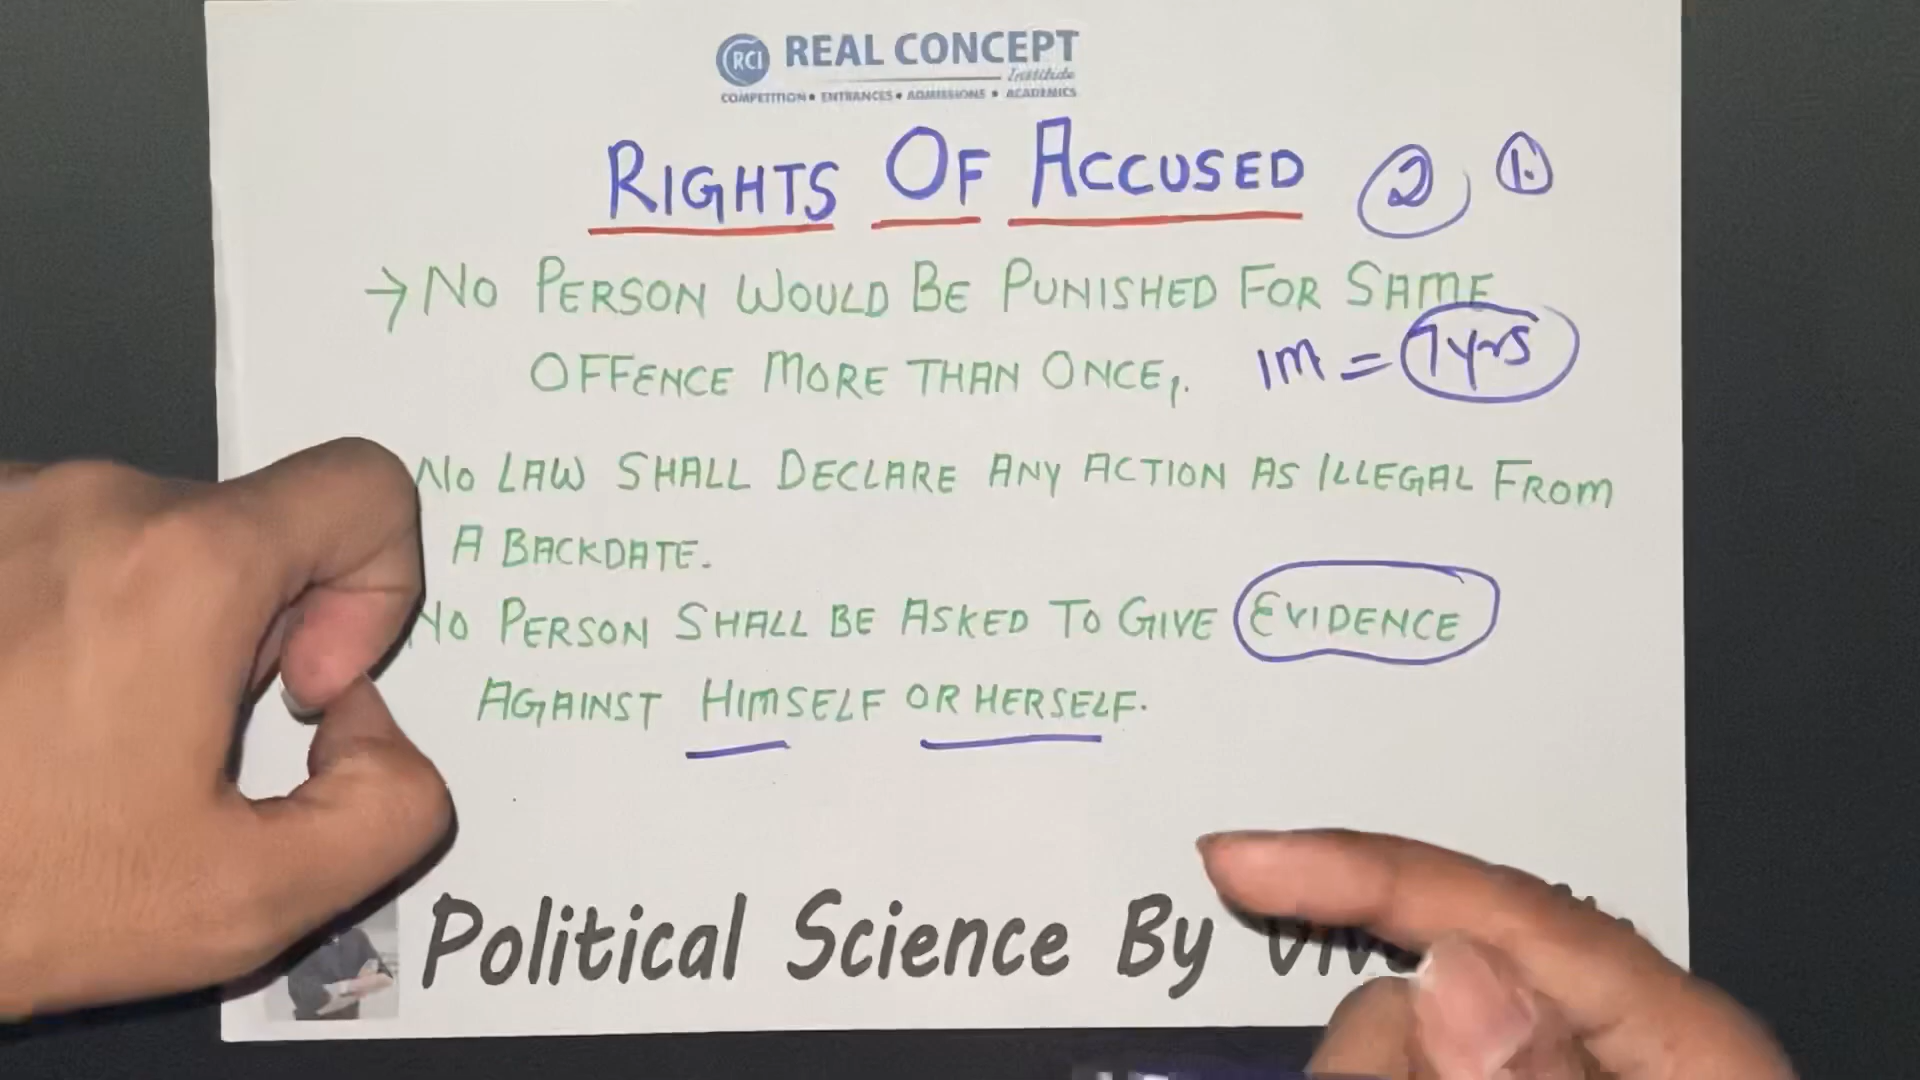 RCI REAL CONCEPT
Institute
COMPETITION • ENTRANCES • ADMISSIONS • ACADEMICS
RIGHTS OF ACCUSED 2 1.
→ NO PERSON WOULD BE PUNISHED FOR SAME
OFFENCE MORE THAN ONCE,. 1M = 7yrs
NO LAW SHALL DECLARE ANY ACTION AS ILLEGAL FROM
A BACKDATE.
NO PERSON SHALL BE ASKED TO GIVE EVIDENCE
AGAINST HIMSELF OR HERSELF.
Political Science By